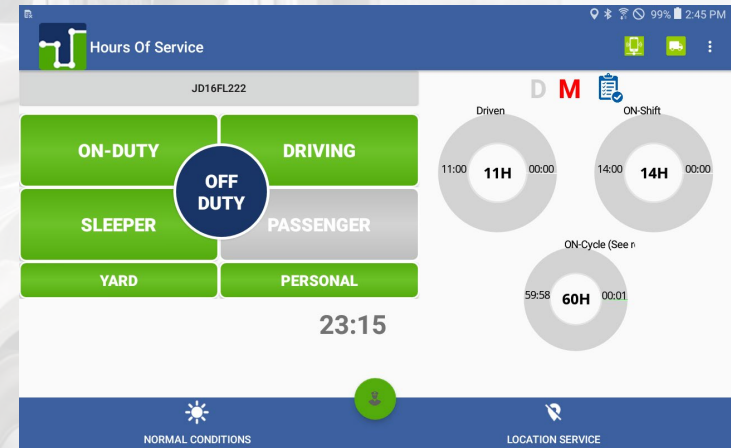 99% 2:45 PM
Hours Of Service
JD16FL222
D M
ON-DUTY
DRIVING
OFF
DUTY
SLEEPER
PASSENGER
YARD
PERSONAL
23:15
Driven
11:00 11H 00:00
ON-Shift
14:00 14H 00:00
ON-Cycle (See r
59:58 60H 00:01
NORMAL CONDITIONS
LOCATION SERVICE